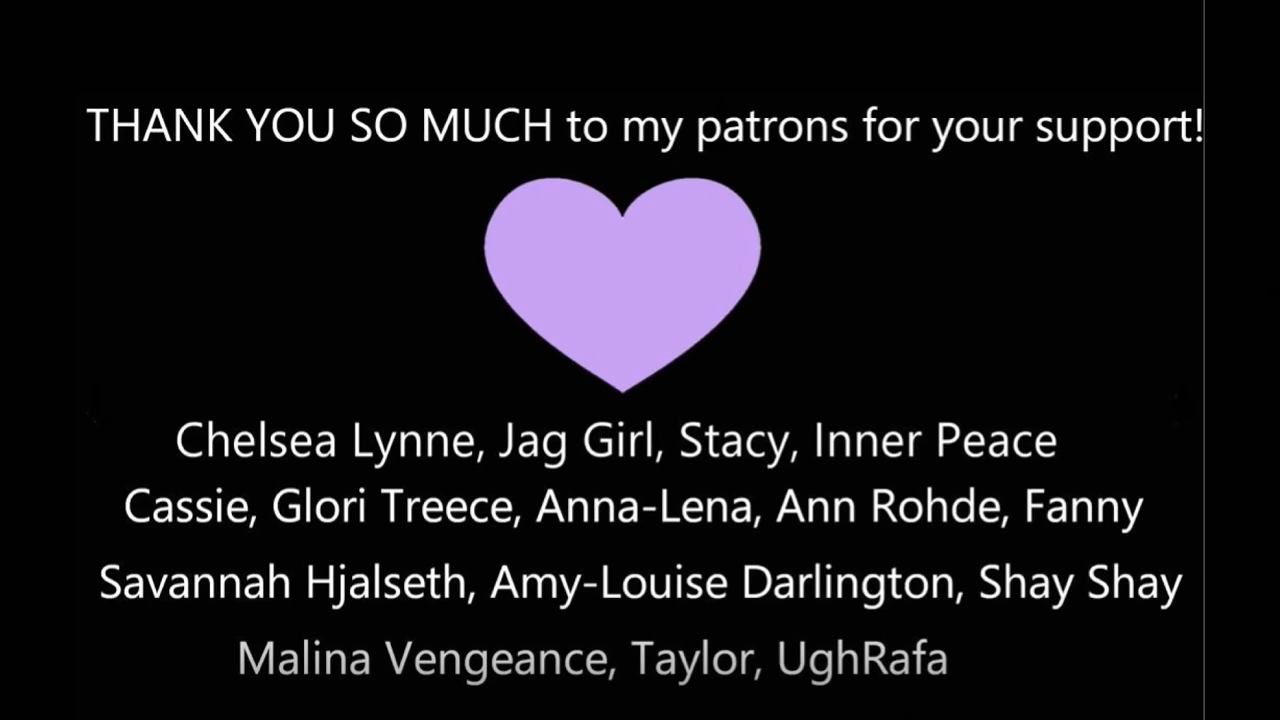 THANK YOU SO MUCH to my patrons for your support!
Chelsea Lynne, Jag Girl, Stacy, Inner Peace
Cassie, Glori Treece, Anna-Lena, Ann Rohde, Fanny
Savannah Hjalseth, Amy-Louise Darlington, Shay Shay
Malina Vengeance, Taylor, UghRafa